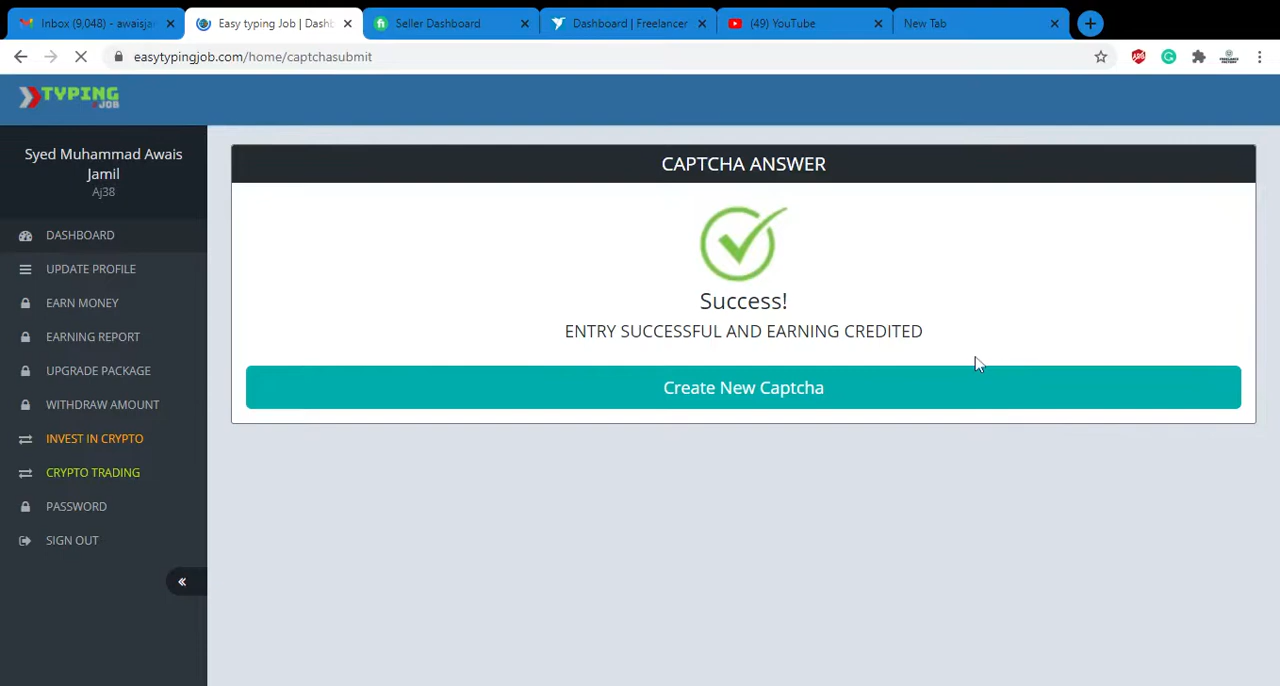 Inbox (9,048) - awaisjar
Easy typing Job | Dashb
Seller Dashboard
Dashboard | Freelancer
(49) YouTube
New Tab
easytypingjob.com/home/captchasubmit
TYPING
JOB
Syed Muhammad Awais
Jamil
Aj38
DASHBOARD
UPDATE PROFILE
EARN MONEY
EARNING REPORT
UPGRADE PACKAGE
WITHDRAW AMOUNT
INVEST IN CRYPTO
CRYPTO TRADING
PASSWORD
SIGN OUT
CAPTCHA ANSWER
Success!
ENTRY SUCCESSFUL AND EARNING CREDITED
Create New Captcha